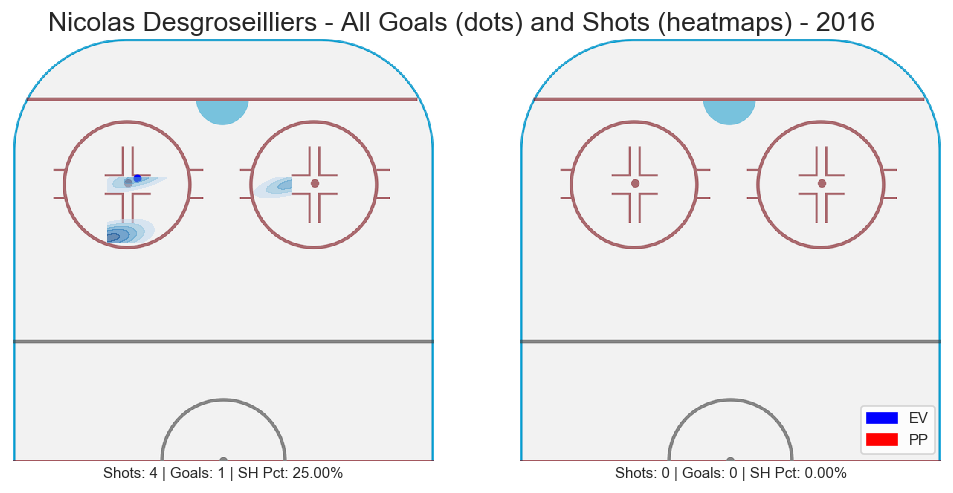 Nicolas Desgroseilliers - All Goals (dots) and Shots (heatmaps) - 2016
EV
PP
Shots: 4 | Goals: 1 | SH Pct: 25.00%
Shots: 0 | Goals: 0 | SH Pct: 0.00%